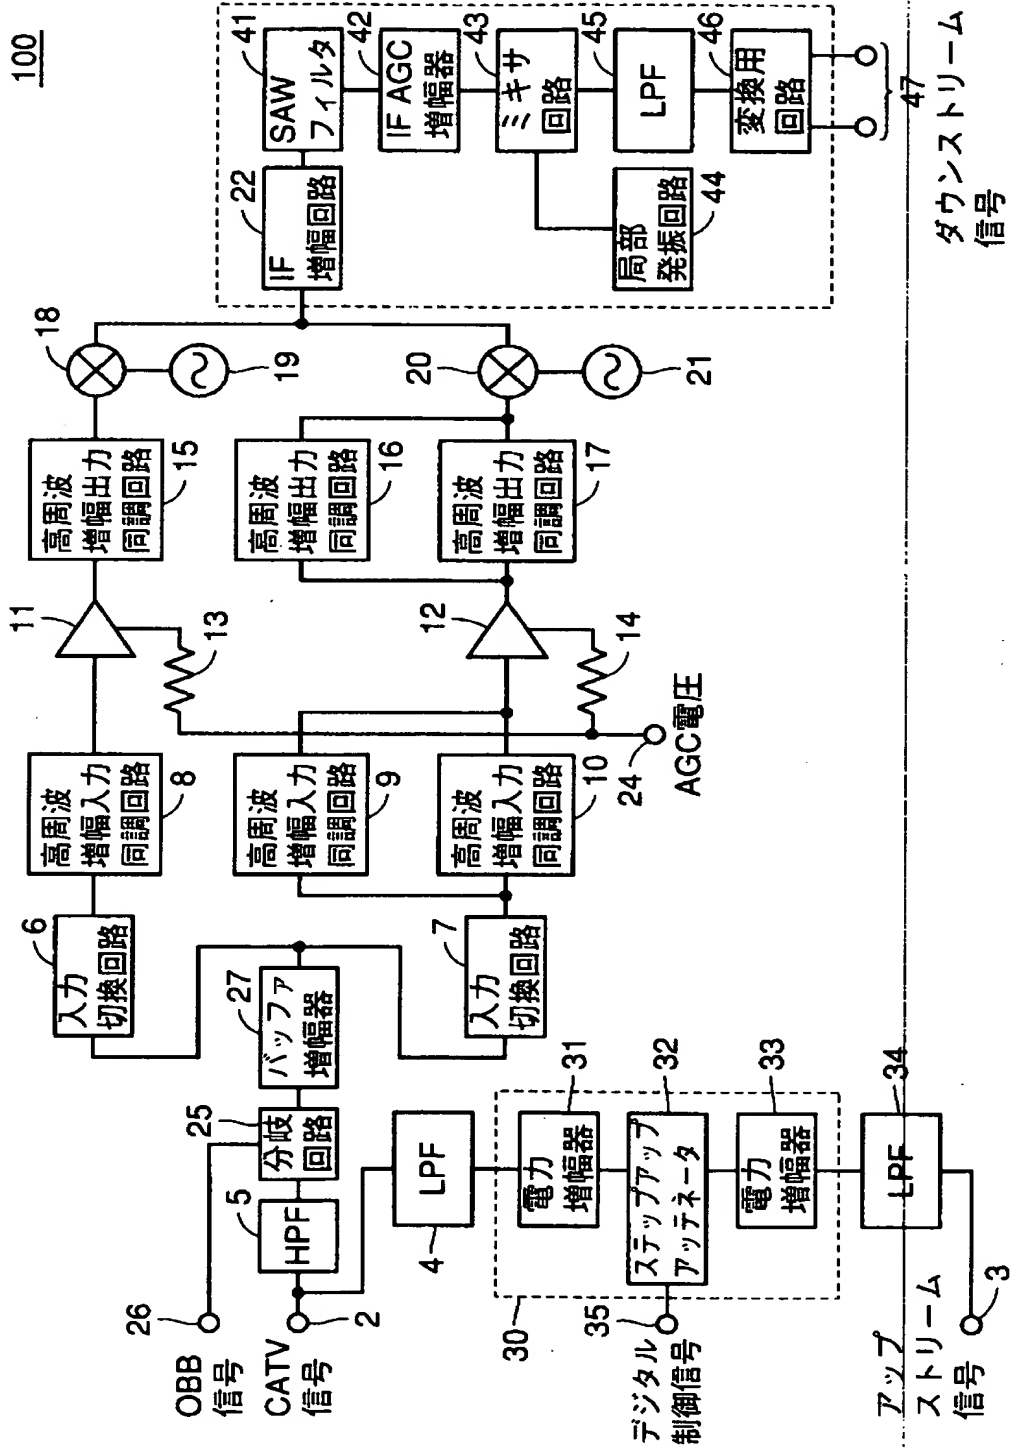 100
OBB
信号
26
CATV
信号
2
5
HPF
25
分岐
回路
27
バッファ
増幅器
6
入力
切換回路
7
入力
切換回路
高周波
増幅入力
同調回路
8
高周波
増幅入力
同調回路
9
高周波
増幅入力
同調回路
10
11
13
12
14
24
AGC電圧
高周波
増幅出力
同調回路
15
高周波
増幅出力
同調回路
16
高周波
増幅出力
同調回路
17
18
19
20
21
22
IF
増幅回路
41
SAW
フィルタ
42
IF AGC
増幅器
43
ミキサ
回路
局部
発振回路
44
45
LPF
46
変換用
回路
47
ダウンストリーム
信号
LPF
4
30
電力
増幅器
31
ステップアップ
アッテネータ
32
電力
増幅器
33
35
デジタル
制御信号
LPF
34
アップ
ストリーム
信号
3